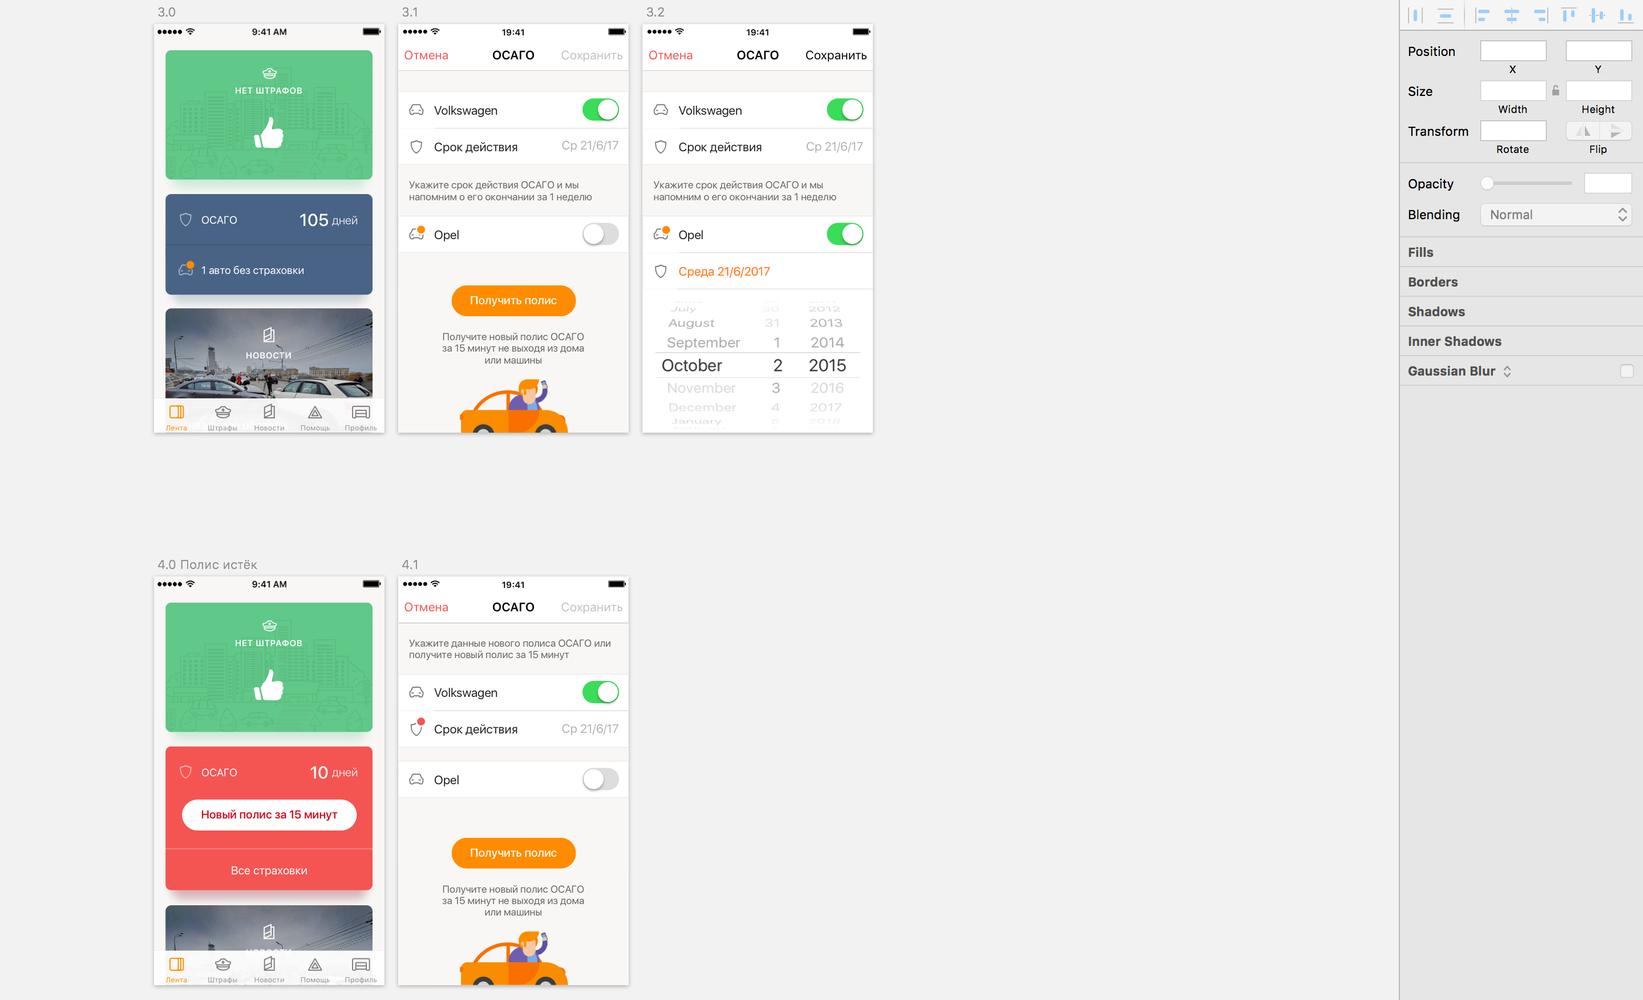 3.0
9:41 AM
НЕТ ШТРАФОВ
ОСАГО
105 дней
1 авто без страховки
НОВОСТИ
Лента
Штрафы
Новости
Помощь
Профиль
3.1
19:41
Отмена
ОСАГО
Сохранить
Volkswagen
Срок действия
Ср 21/6/17
Укажите срок действия ОСАГО и мы
напомним о его окончании за 1 неделю
Opel
Получить полис
Получите новый полис ОСАГО
за 15 минут не выходя из дома
или машины
3.2
19:41
Отмена
ОСАГО
Сохранить
Volkswagen
Срок действия
Ср 21/6/17
Укажите срок действия ОСАГО и мы
напомним о его окончании за 1 неделю
Opel
Среда 21/6/2017
July 30 2012
August 31 2013
September 1 2014
October 2 2015
November 3 2016
December 4 2017
January 5 2018
4.0 Полис истёк
9:41 AM
НЕТ ШТРАФОВ
ОСАГО
10 дней
Новый полис за 15 минут
Все страховки
Лента
Штрафы
Новости
Помощь
Профиль
4.1
19:41
Отмена
ОСАГО
Сохранить
Укажите данные нового полиса ОСАГО или
получите новый полис за 15 минут
Volkswagen
Срок действия
Ср 21/6/17
Opel
Получить полис
Получите новый полис ОСАГО
за 15 минут не выходя из дома
или машины
Position
X
Y
Size
Width
Height
Transform
Rotate
Flip
Opacity
Blending
Normal
Fills
Borders
Shadows
Inner Shadows
Gaussian Blur